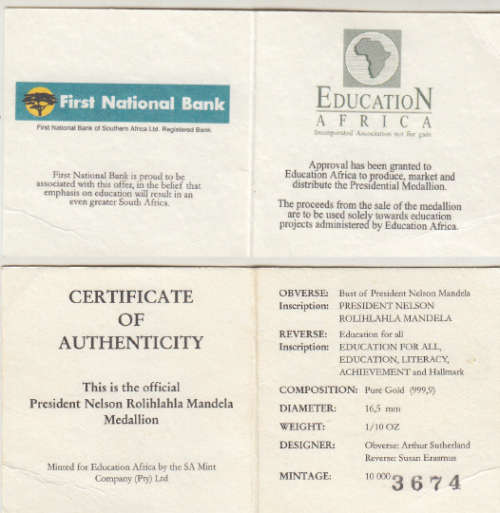 First National Bank
First National Bank of Southern Africa Ltd. Registered Bank.
First National Bank is proud to be
associated with this offer, in the belief that
emphasis on education will result in an
even greater South Africa.
EDUCATION
AFRICA
Incorporated Association not for gain
Approval has been granted to
Education Africa to produce, market and
distribute the Presidential Medallion.
The proceeds from the sale of the medallion
are to be used solely towards education
projects administered by Education Africa.
CERTIFICATE
OF
AUTHENTICITY
This is the official
President Nelson Rolihlahla Mandela
Medallion
Minted for Education Africa by the SA Mint
Company (Pty) Ltd
OBVERSE: Bust of President Nelson Mandela
Inscription: PRESIDENT NELSON
ROLIHLAHLA MANDELA
REVERSE: Education for all
Inscription: EDUCATION FOR ALL,
EDUCATION, LITERACY,
ACHIEVEMENT and Hallmark
COMPOSITION: Pure Gold (999,9)
DIAMETER: 16,5 mm
WEIGHT: 1/10 OZ
DESIGNER: Obverse: Arthur Sutherland
Reverse: Susan Erasmus
MINTAGE: 10 000 3674